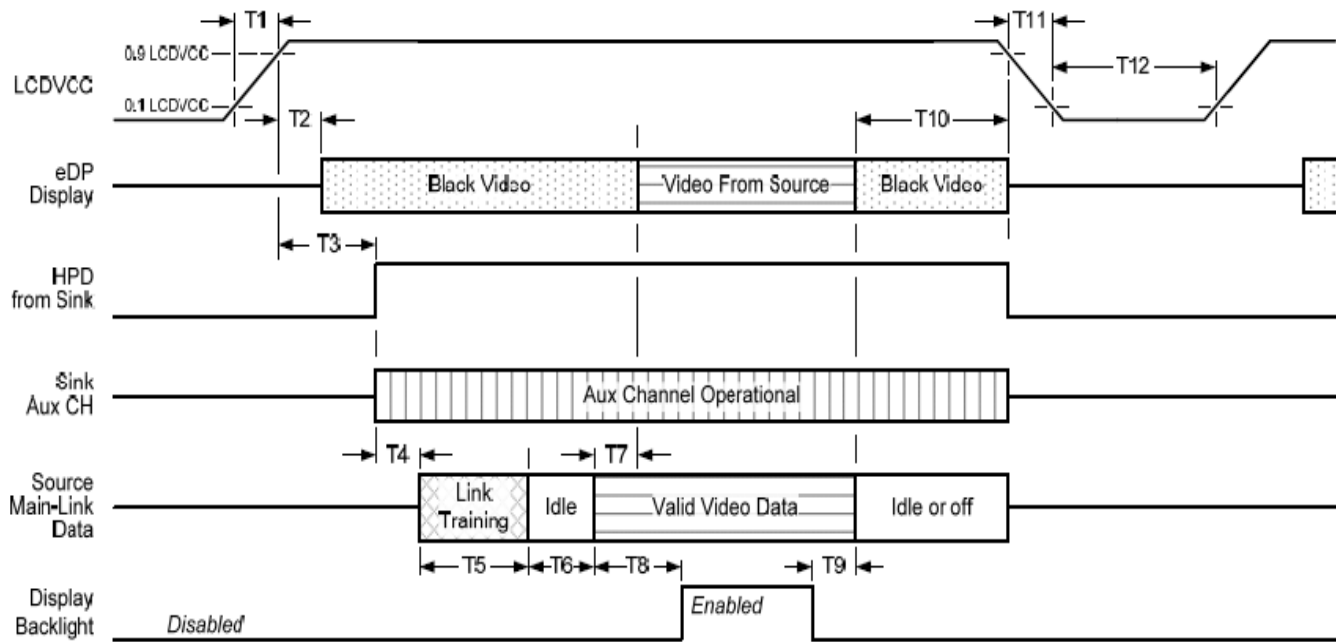 T1
T11
0.9 LCDVCC
LCDVCC
T12
0.1 LCDVCC
T2
T10
eDP
Display
Black Video
Video From Source
Black Video
T3
HPD
from Sink
Sink
Aux CH
Aux Channel Operational
T4
T7
Source
Main-Link
Data
Link
Training
Idle
Valid Video Data
Idle or off
T5
T6
T8
T9
Display
Backlight
Disabled
Enabled